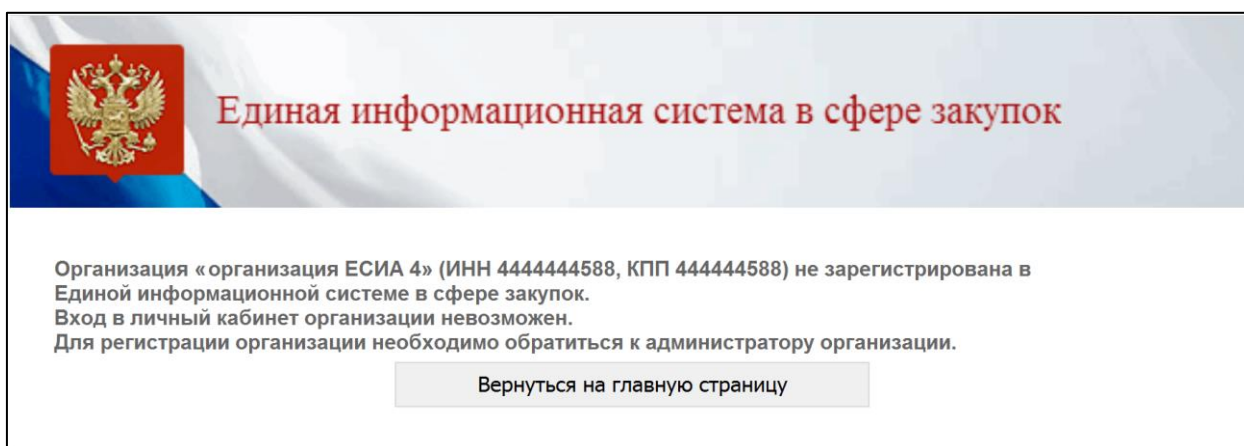 Единая информационная система в сфере закупок
Организация «организация ЕСИА 4» (ИНН 4444444588, КПП 444444588) не зарегистрирована в
Единой информационной системе в сфере закупок.
Вход в личный кабинет организации невозможен.
Для регистрации организации необходимо обратиться к администратору организации.
Вернуться на главную страницу